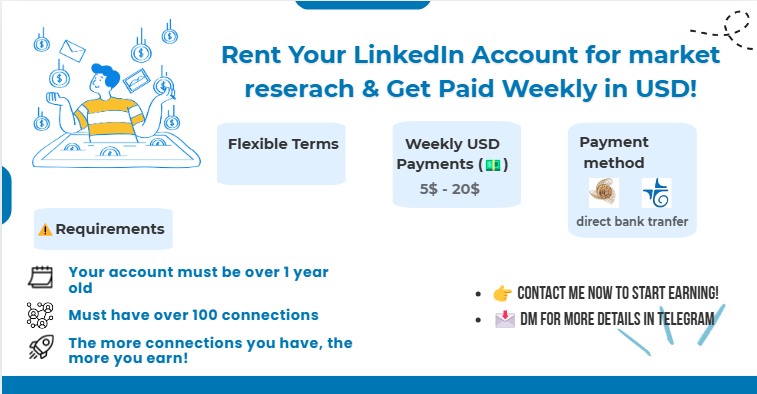 Rent Your LinkedIn Account for market
reserach & Get Paid Weekly in USD!
Flexible Terms
Weekly USD
Payments (💵)
5$ - 20$
Payment
method
direct bank tranfer
⚠️ Requirements
Your account must be over 1 year
old
Must have over 100 connections
The more connections you have, the
more you earn!
• 👉 CONTACT ME NOW TO START EARNING!
• 📩 DM FOR MORE DETAILS IN TELEGRAM